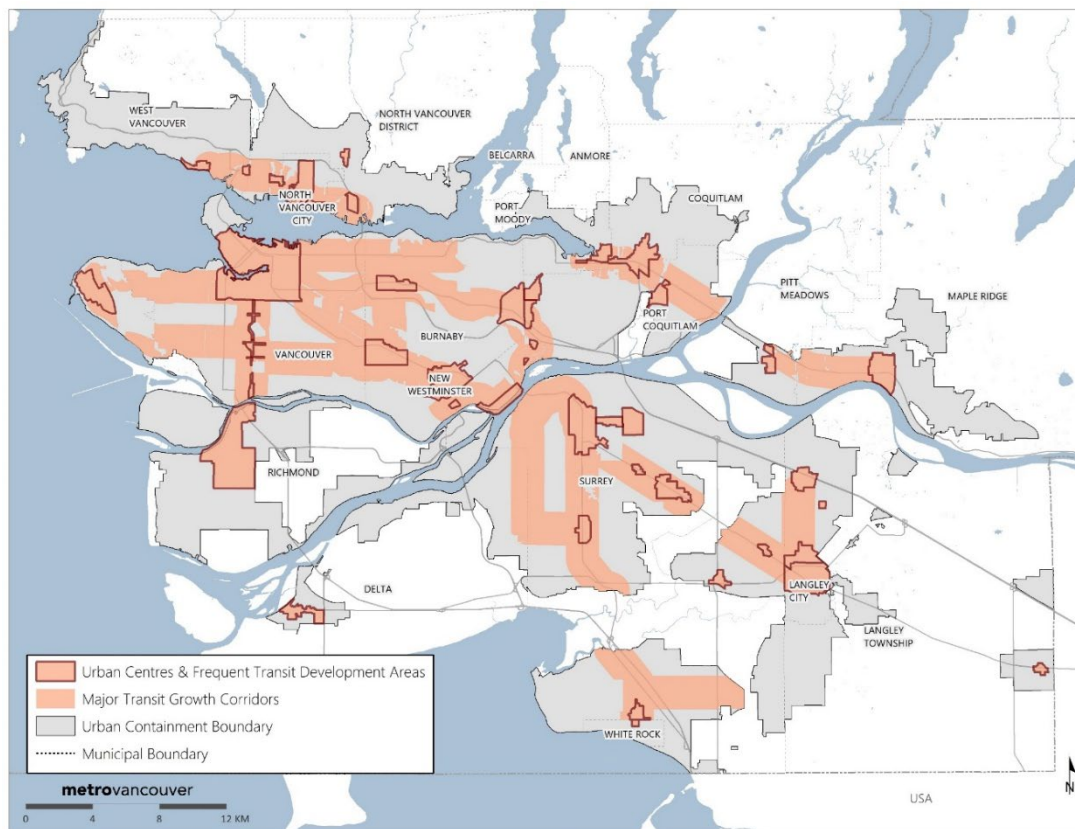 WEST
VANCOUVER
NORTH VANCOUVER
DISTRICT
BELCARRA
ANMORE
NORTH
VANCOUVER
CITY
PORT
MOODY
COQUITLAM
PITT
MEADOWS
MAPLE RIDGE
PORT
COQUITLAM
BURNABY
VANCOUVER
NEW
WESTMINSTER
RICHMOND
SURREY
DELTA
LANGLEY
CITY
LANGLEY
TOWNSHIP
WHITE ROCK
Urban Centres & Frequent Transit Development Areas
Major Transit Growth Corridors
Urban Containment Boundary
Municipal Boundary
metrovancouver
0 4 8 12 KM
USA
N